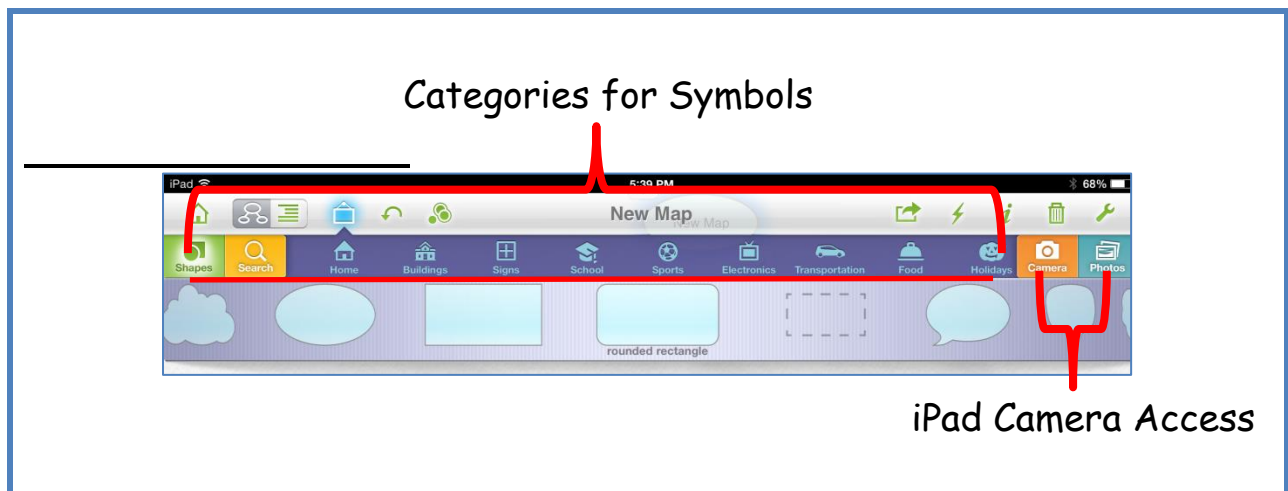 Categories for Symbols
iPad 5:39 PM 68%
New Map
New Map
Shapes Search Home Buildings Signs School Sports Electronics Transportation Food Holidays Camera Photos
rounded rectangle
iPad Camera Access